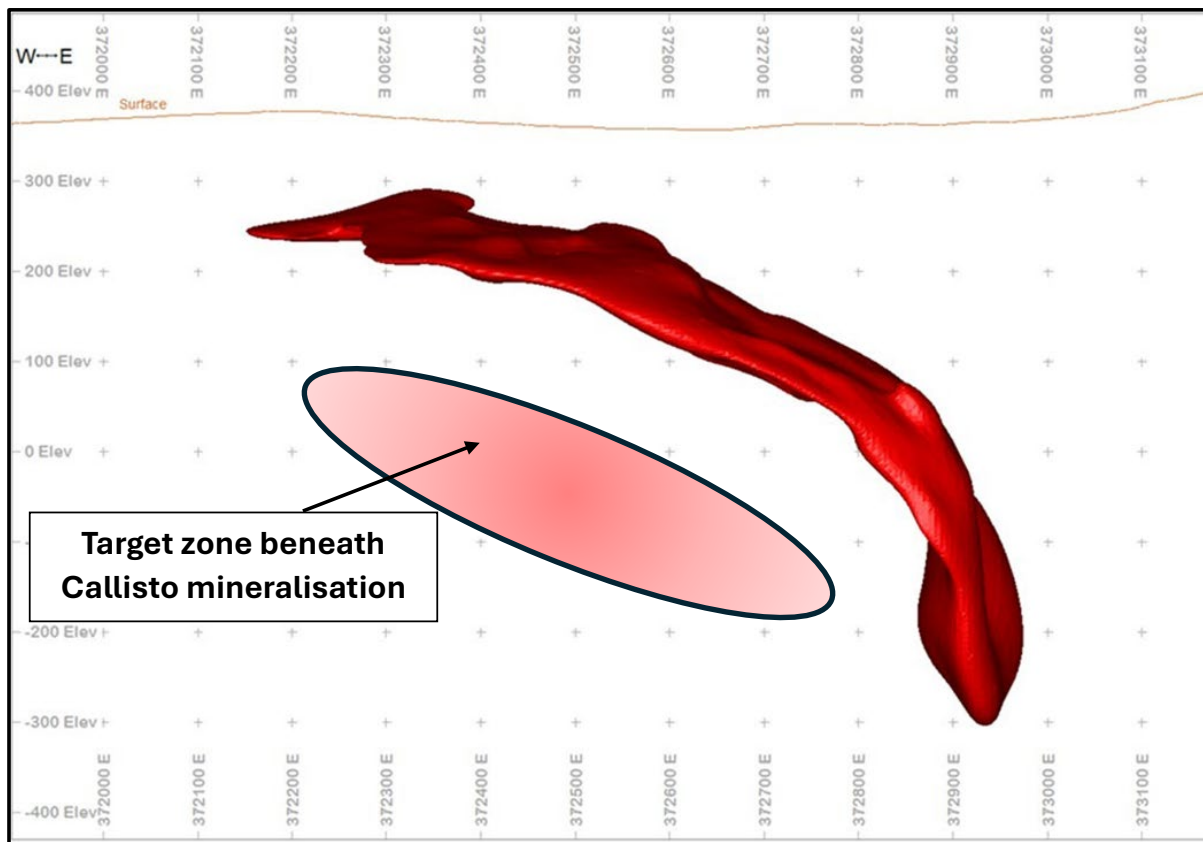 W E
372000 E
372100 E
372200 E
372300 E
372400 E
372500 E
372600 E
372700 E
372800 E
372900 E
373000 E
373100 E
400 Elev
Surface
300 Elev
200 Elev
100 Elev
0 Elev
Target zone beneath
Callisto mineralisation
-200 Elev
-300 Elev
-400 Elev
372000 E
372100 E
372200 E
372300 E
372400 E
372500 E
372600 E
372700 E
372800 E
372900 E
373000 E
373100 E